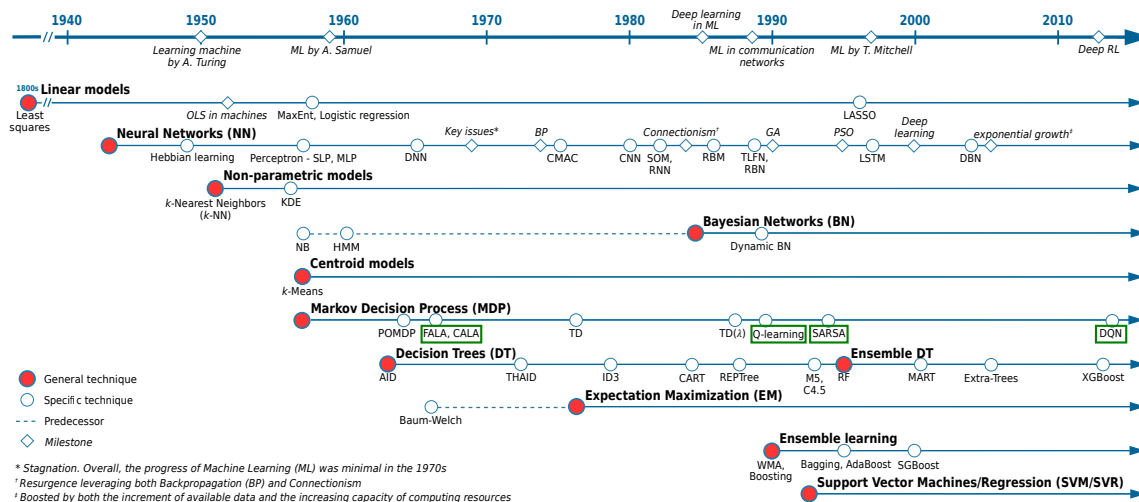 1940 1950 1960 1970 1980 1990 2000 2010
Deep learning
in ML
Learning machine
by A. Turing
ML by A. Samuel
ML in communication
networks
ML by T. Mitchell
Deep RL
1800s Linear models
Least
squares
OLS in machines
MaxEnt, Logistic regression
LASSO
Neural Networks (NN)
Key issues* BP Connectionism† GA PSO Deep
learning
exponential growth‡
Hebbian learning
Perceptron - SLP, MLP
DNN
CMAC
CNN
SOM,
RNN
RBM
TLFN,
RBN
LSTM
DBN
Non-parametric models
k-Nearest Neighbors
(k-NN)
KDE
Bayesian Networks (BN)
NB
HMM
Dynamic BN
Centroid models
k-Means
Markov Decision Process (MDP)
POMDP
FALA, CALA
TD
TD(λ)
Q-learning
SARSA
DQN
Decision Trees (DT)
Ensemble DT
AID
THAID
ID3
CART
REPTree
M5,
C4.5
RF
MART
Extra-Trees
XGBoost
Expectation Maximization (EM)
Baum-Welch
Ensemble learning
WMA,
Boosting
Bagging, AdaBoost
SGBoost
Support Vector Machines/Regression (SVM/SVR)
General technique
Specific technique
Predecessor
Milestone
* Stagnation. Overall, the progress of Machine Learning (ML) was minimal in the 1970s
† Resurgence leveraging both Backpropagation (BP) and Connectionism
‡ Boosted by both the increment of available data and the increasing capacity of computing resources